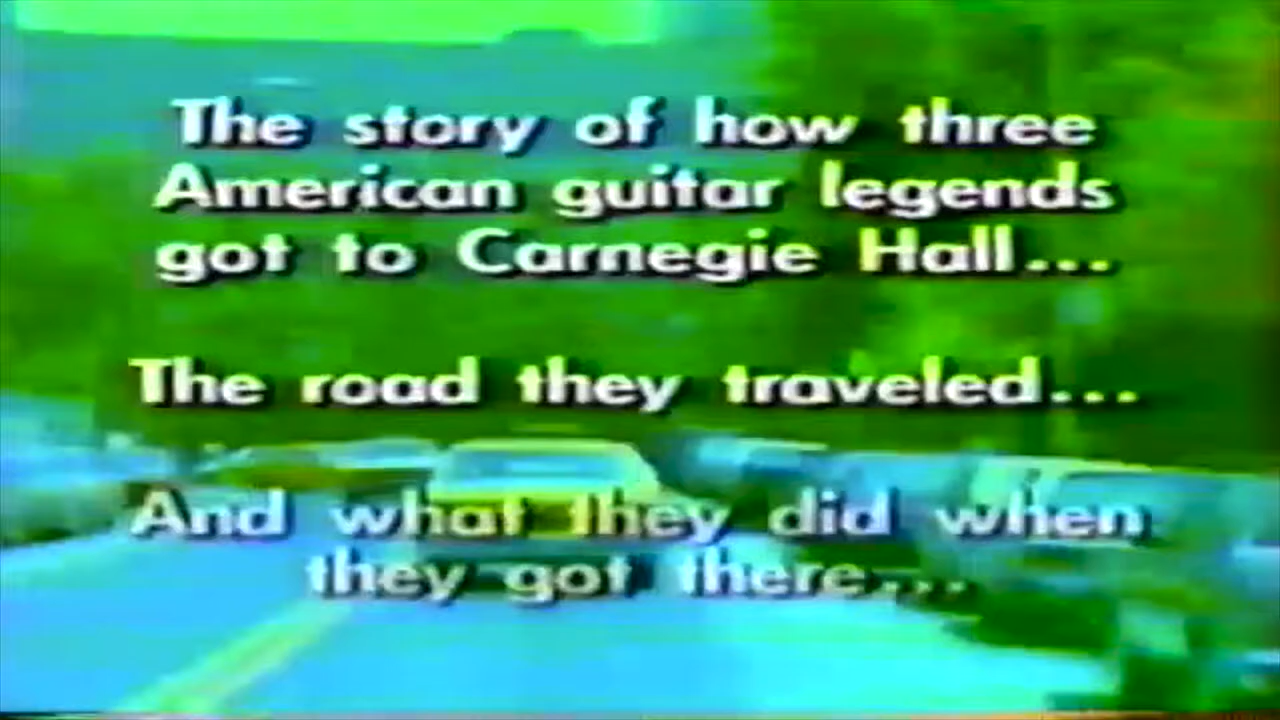 The story of how three
American guitar legends
got to Carnegie Hall...
The road they traveled...
And what they did when
they got there...